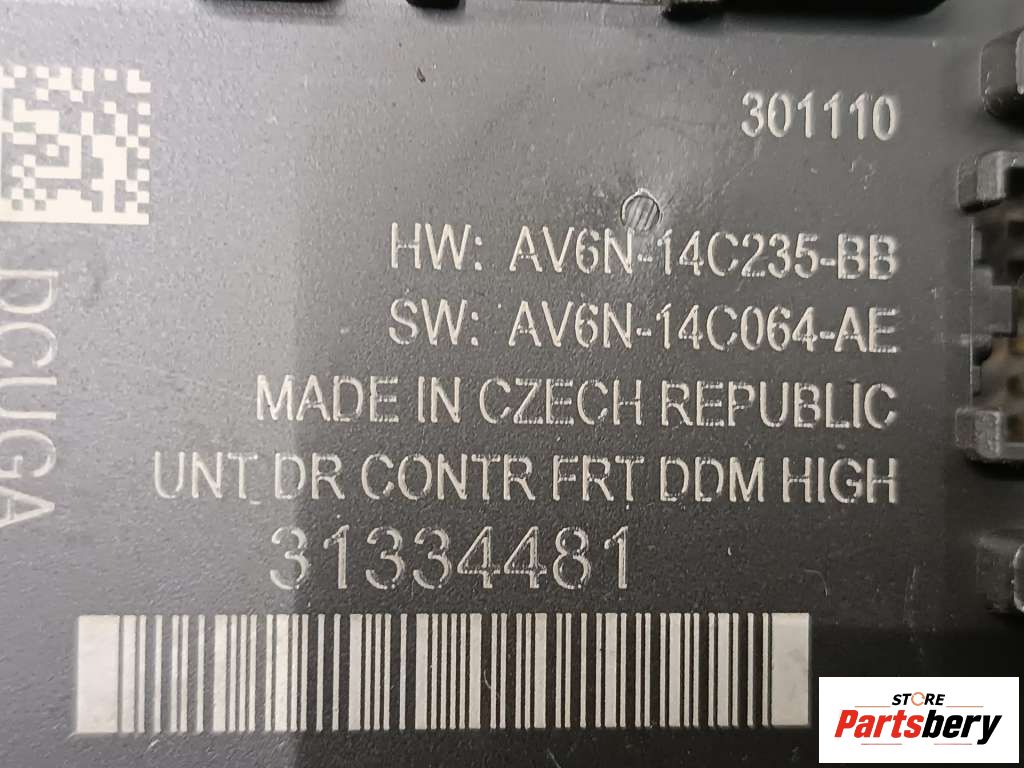 301110
HW: AV6N-14C235-BB
SW: AV6N-14C064-AE
MADE IN CZECH REPUBLIC
UNT DR CONTR FRT DDM HIGH
31334481
DCUGA
STORE
Partsbery